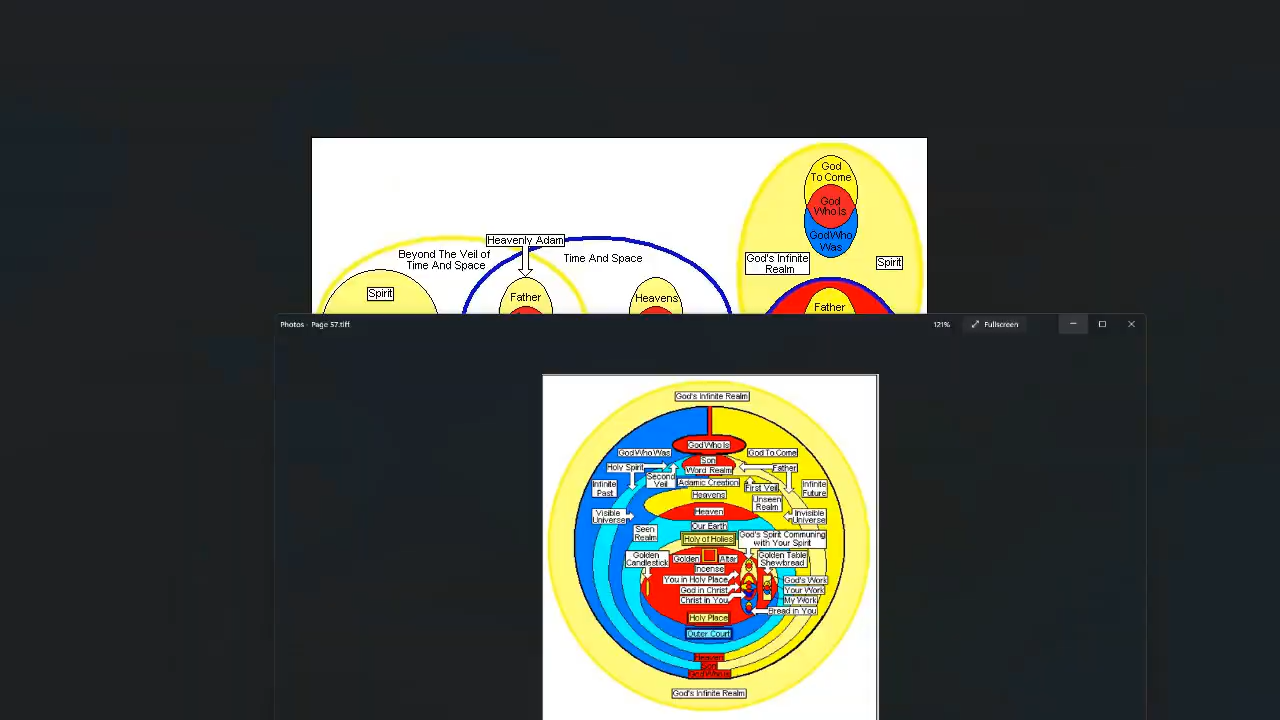 God
To Come
God
Who Is
God Who
Was
God's Infinite
Realm
Spirit
Father
Heavenly Adam
Beyond The Veil of
Time And Space
Time And Space
Spirit
Father
Heavens
Photos - Page 57.tiff
121%
Fullscreen
God's Infinite Realm
God Who Is
God Who Was
God To Come
Son
Word Realm
Holy Spirit
Father
Second
Veil
Adamic Creation
First Veil
Infinite
Past
Infinite
Future
Heavens
Unseen
Realm
Heaven
Visible
Universe
Invisible
Universe
Our Earth
Seen
Realm
Holy of Holies
God's Spirit Communing
with Your Spirit
Golden
Candlestick
Golden
Altar
Incense
Golden Table
Shewbread
You in Holy Place
God in Christ
Christ in You
God's Work
Your Work
My Work
Bread in You
Holy Place
Outer Court
Heaven
Son
God Who Is
God's Infinite Realm